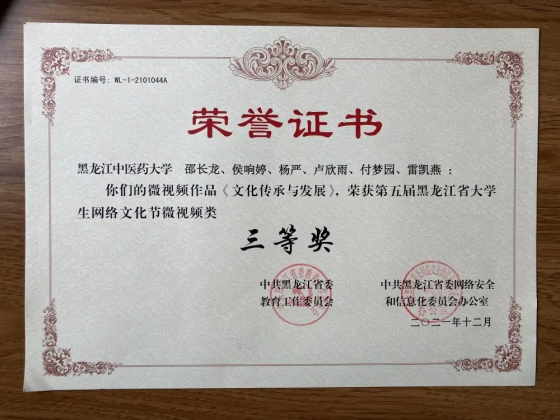 证书编号：WL-1-2101044A
荣誉证书
黑龙江中医药大学 邵长龙、侯响婷、杨严、卢欣雨、付梦园、雷凯燕：
你们的微视频作品《文化传承与发展》，荣获第五届黑龙江省大学
生网络文化节微视频类
三等奖
中共黑龙江省委 中共黑龙江省委网络安全
教育工作委员会 和信息化委员会办公室
二〇二一年十二月